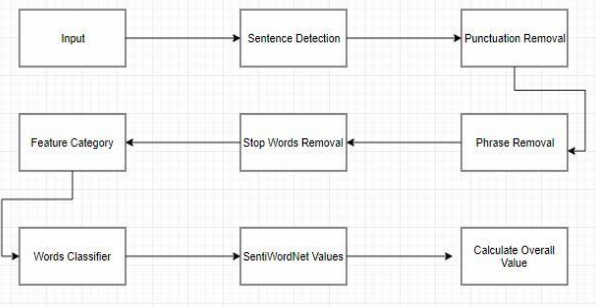 Input
Sentence Detection
Punctuation Removal
Feature Category
Stop Words Removal
Phrase Removal
Words Classifier
SentiWordNet Values
Calculate Overall
Value